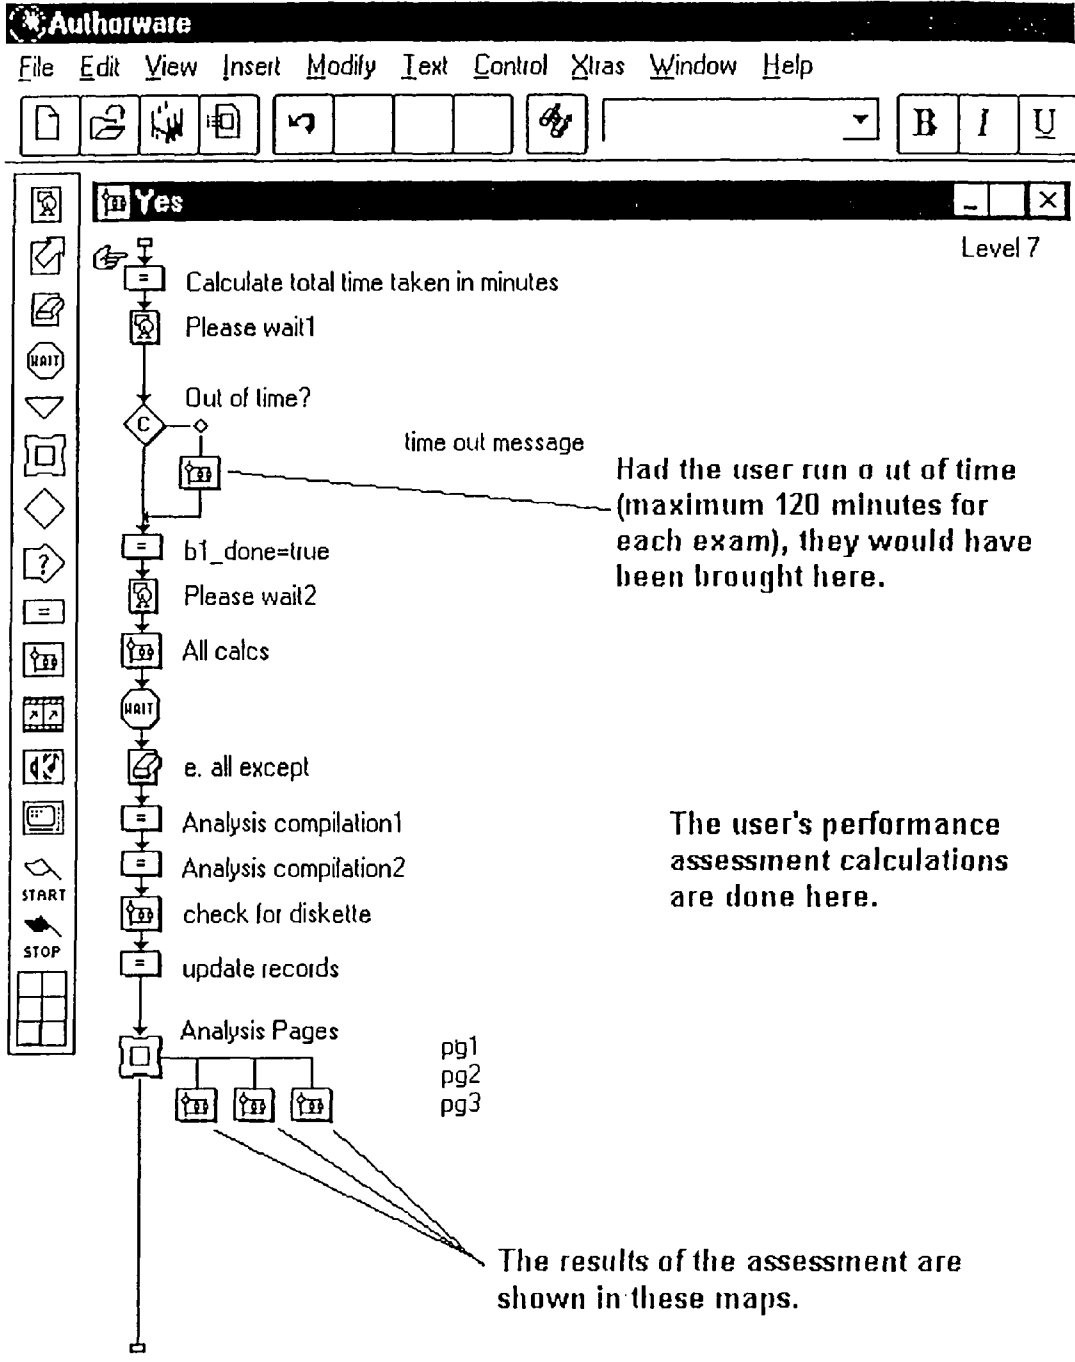 Authorware
File Edit View Insert Modify Text Control Xtras Window Help
B I U
Yes
Level 7
=
Calculate total time taken in minutes
Please wait1
Out of time?
C
time out message
Had the user run o ut of time
(maximum 120 minutes for
each exam), they would have
been brought here.
=
b1_done=true
Please wait2
All calcs
WAIT
e. all except
=
Analysis compilation1
=
Analysis compilation2
The user's performance
assessment calculations
are done here.
check for diskette
=
update records
Analysis Pages
pg1
pg2
pg3
The results of the assessment are
shown in these maps.
WAIT
?
=
START
STOP